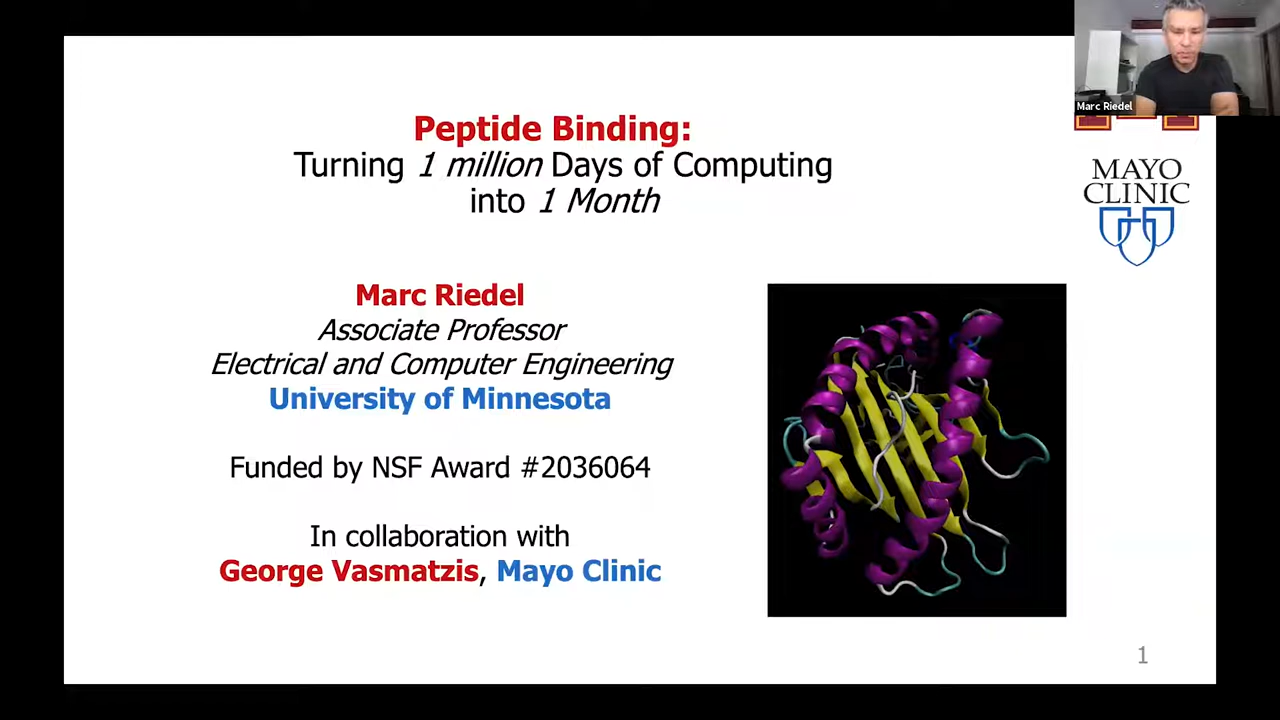 Marc Riedel
Peptide Binding:
Turning 1 million Days of Computing
into 1 Month
MAYO
CLINIC
Marc Riedel
Associate Professor
Electrical and Computer Engineering
University of Minnesota
Funded by NSF Award #2036064
In collaboration with
George Vasmatzis, Mayo Clinic
1